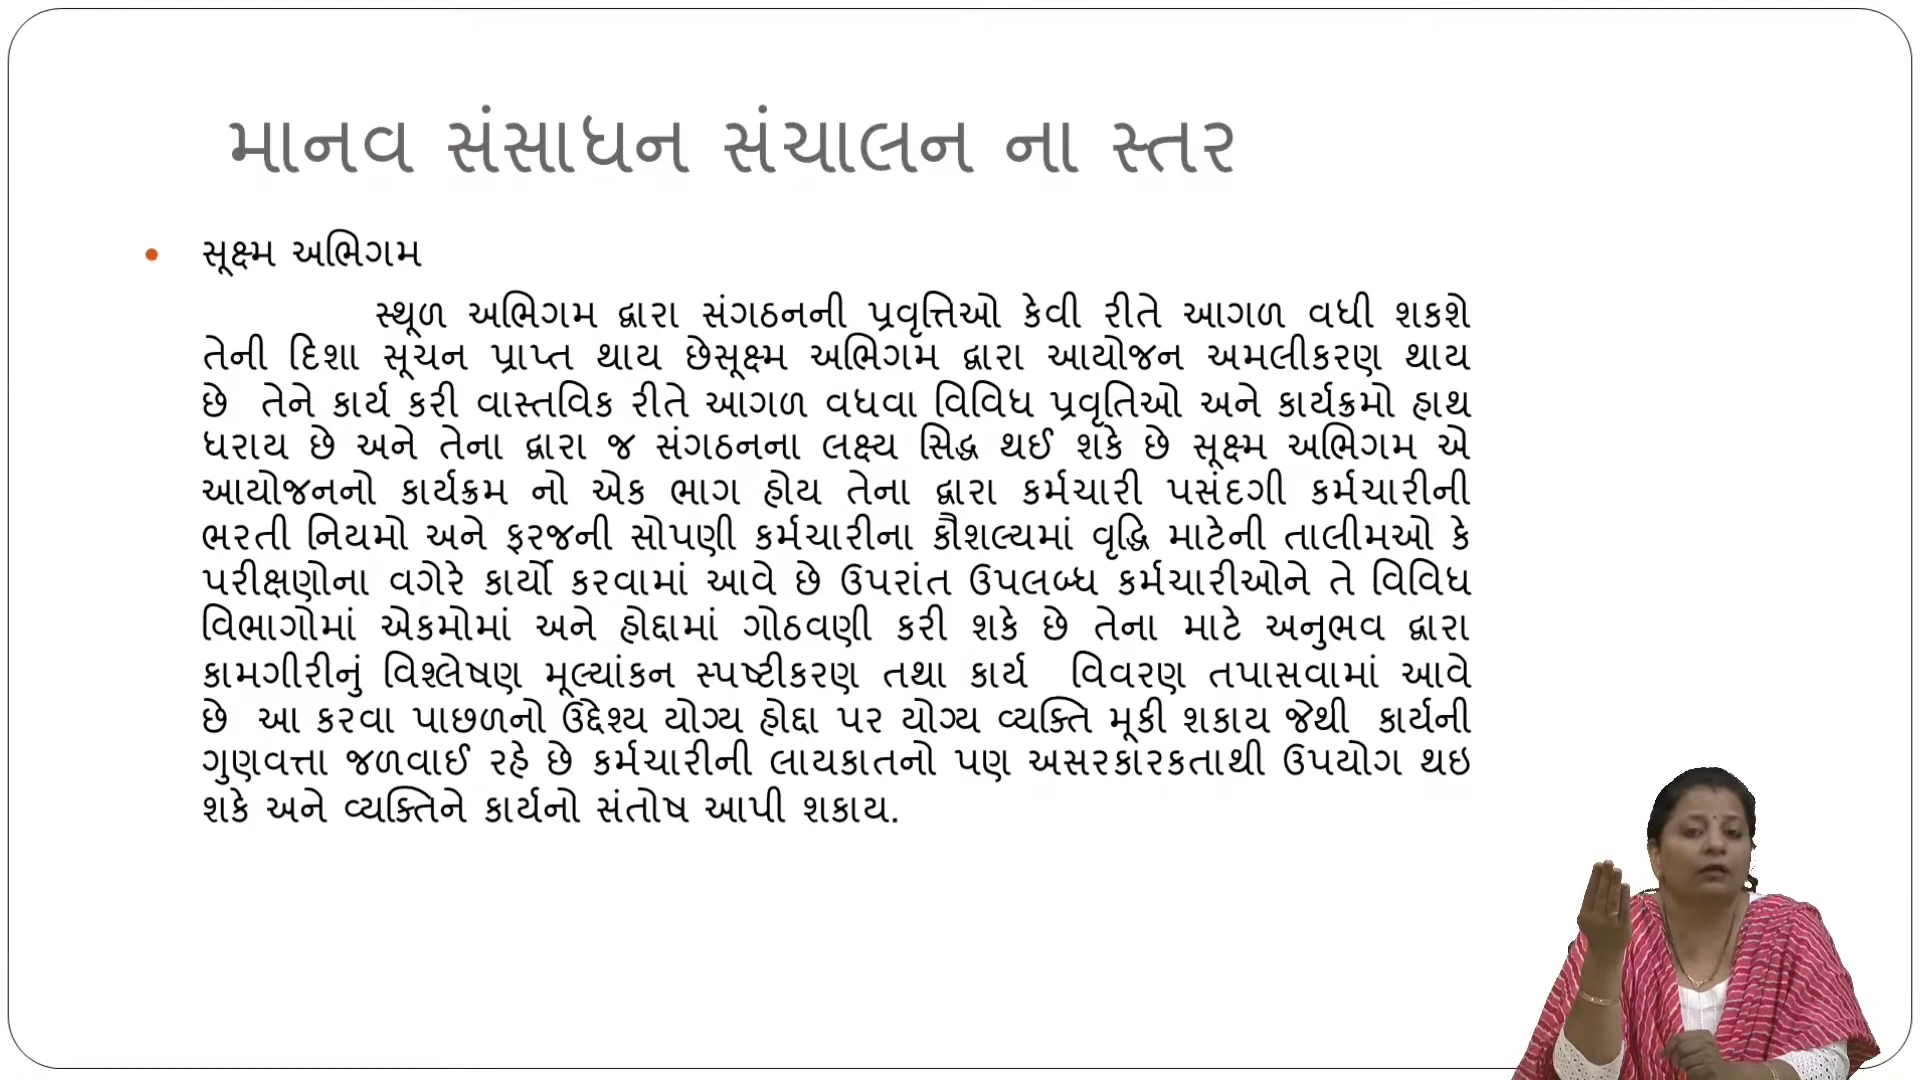 માનવ સંસાધન સંચાલન ના સ્તર
• સૂક્ષ્મ અભિગમ
સ્થૂળ અભિગમ દ્વારા સંગઠનની પ્રવૃત્તિઓ કેવી રીતે આગળ વધી શકશે
તેની દિશા સૂચન પ્રાપ્ત થાય છેસૂક્ષ્મ અભિગમ દ્વારા આયોજન અમલીકરણ થાય
છે તેને કાર્ય કરી વાસ્તવિક રીતે આગળ વધવા વિવિધ પ્રવૃતિઓ અને કાર્યક્રમો હાથ
ધરાય છે અને તેના દ્વારા જ સંગઠનના લક્ષ્ય સિદ્ધ થઈ શકે છે સૂક્ષ્મ અભિગમ એ
આયોજનનો કાર્યક્રમ નો એક ભાગ હોય તેના દ્વારા કર્મચારી પસંદગી કર્મચારીની
ભરતી નિયમો અને ફરજની સોપણી કર્મચારીના કૌશલ્યમાં વૃદ્ધિ માટેની તાલીમઓ કે
પરીક્ષણોના વગેરે કાર્યો કરવામાં આવે છે ઉપરાંત ઉપલબ્ધ કર્મચારીઓને તે વિવિધ
વિભાગોમાં એકમોમાં અને હોદ્દામાં ગોઠવણી કરી શકે છે તેના માટે અનુભવ દ્વારા
કામગીરીનું વિશ્લેષણ મૂલ્યાંકન સ્પષ્ટીકરણ તથા કાર્ય વિવરણ તપાસવામાં આવે
છે આ કરવા પાછળનો ઉદ્દેશ્ય યોગ્ય હોદ્દા પર યોગ્ય વ્યક્તિ મૂકી શકાય જેથી કાર્યની
ગુણવત્તા જળવાઈ રહે છે કર્મચારીની લાયકાતનો પણ અસરકારકતાથી ઉપયોગ થઇ
શકે અને વ્યક્તિને કાર્યનો સંતોષ આપી શકાય.